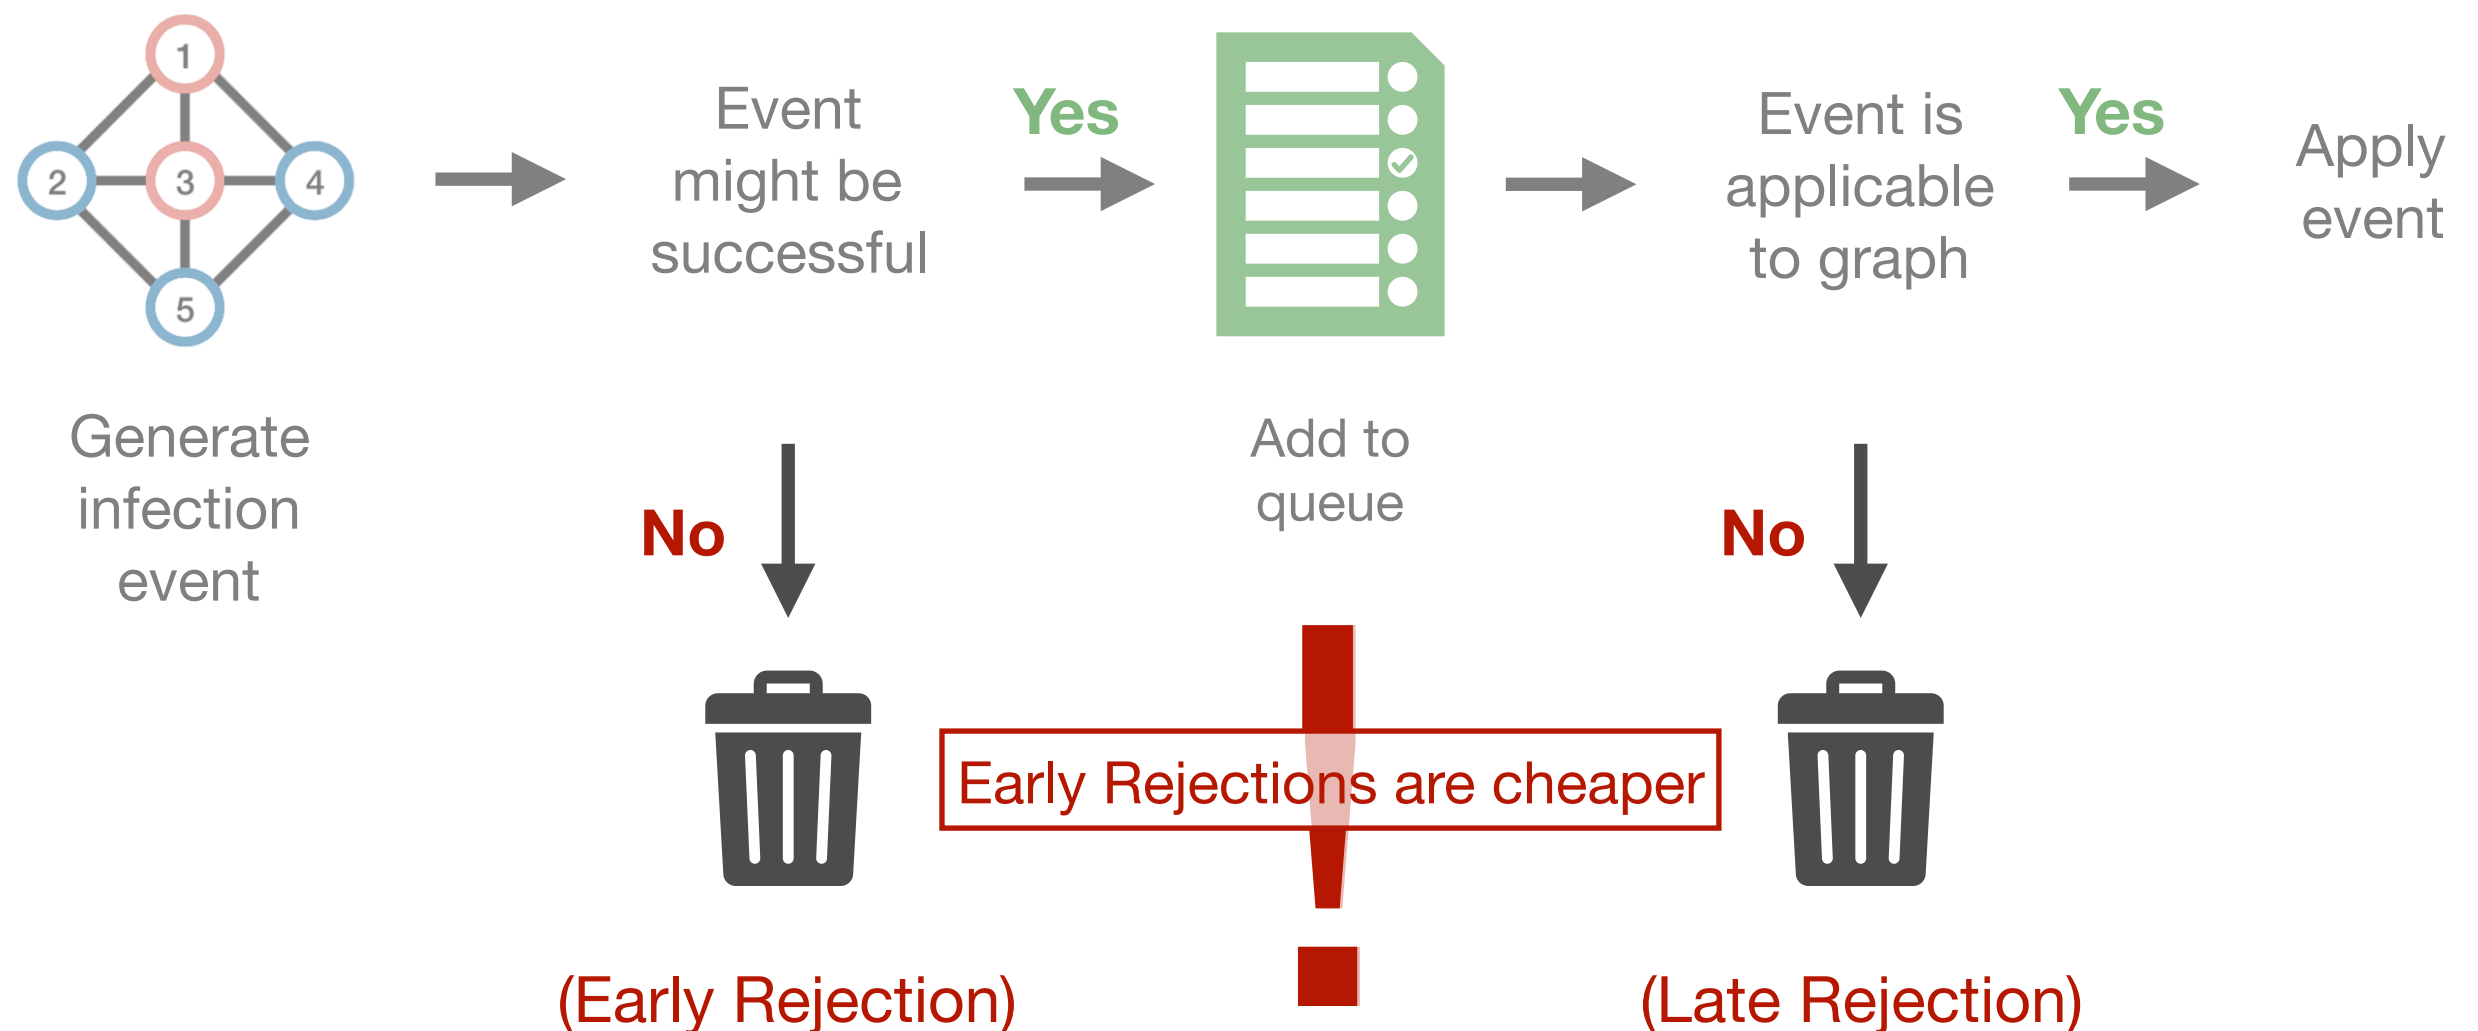 1
2
3
4
5
Generate
infection
event
Event
might be
successful
Yes
Add to
queue
Event is
applicable
to graph
Yes
Apply
event
No
No
Early Rejections are cheaper
!
(Early Rejection)
(Late Rejection)